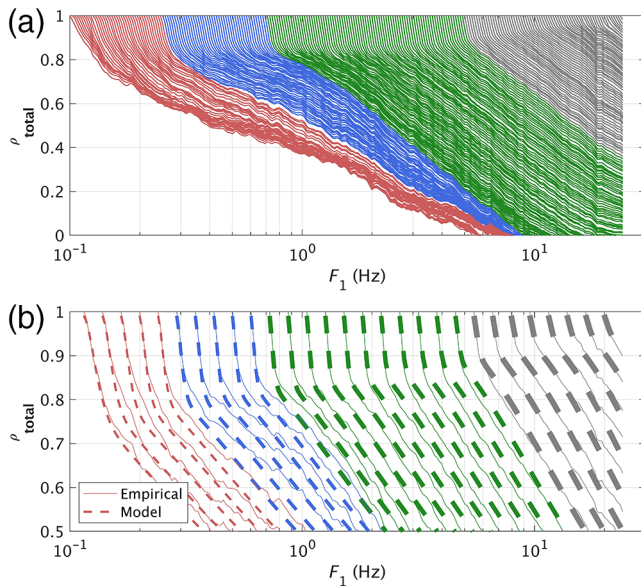 (a)
1
0.8
0.6
0.4
0.2
0
ρ total
10⁻¹ 10⁰ 10¹
F₁ (Hz)
(b)
1
0.9
0.8
0.7
0.6
0.5
ρ total
Empirical
Model
10⁻¹ 10⁰ 10¹
F₁ (Hz)